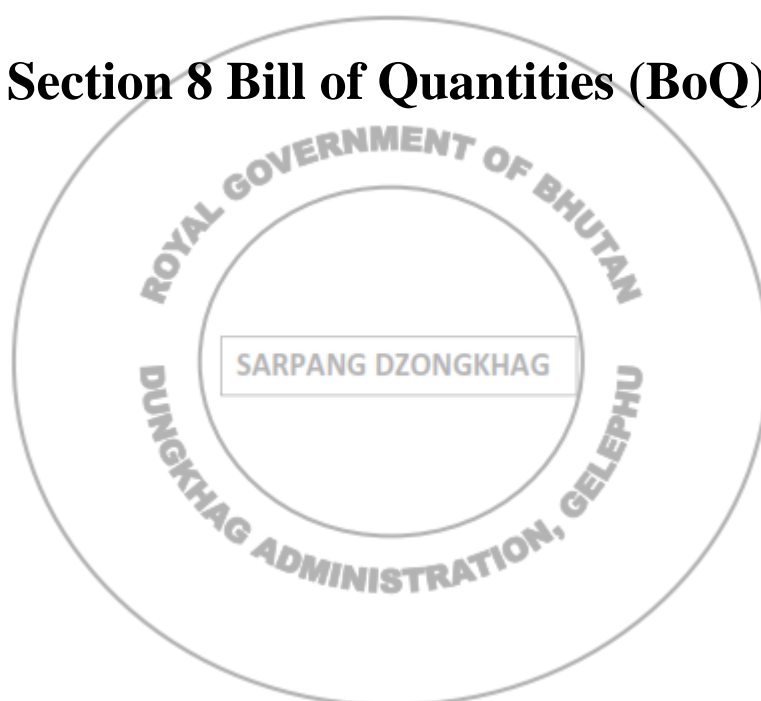 Section 8 Bill of Quantities (BoQ)
ROYAL GOVERNMENT OF BHUTAN
SARPANG DZONGKHAG
DUNGKHAG ADMINISTRATION, GELEPHU